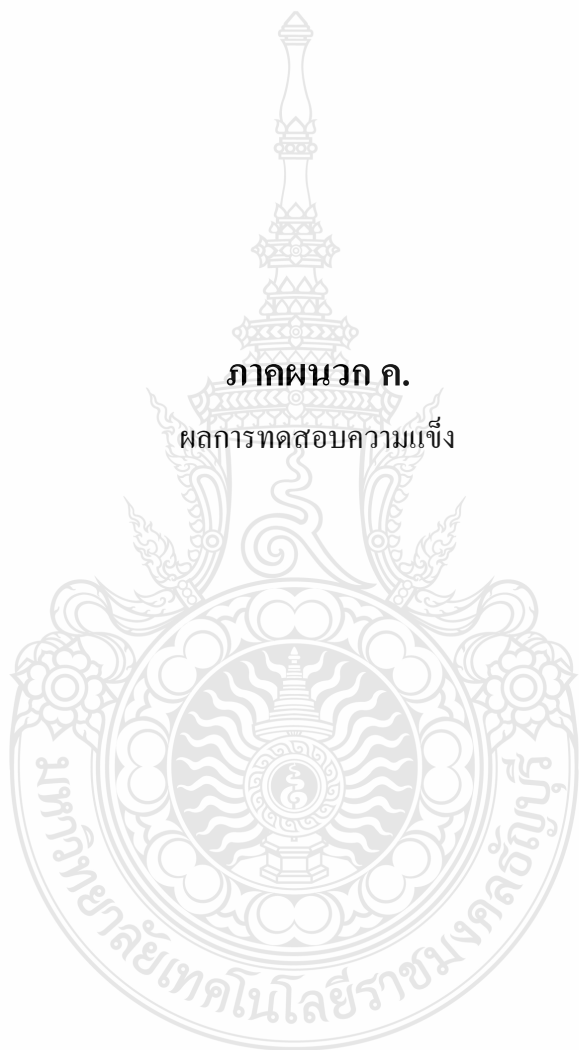 ภาคผนวก ค.
ผลการทดสอบความแข็ง
มหาวิทยาลัยเทคโนโลยีราชมงคลธัญบุรี